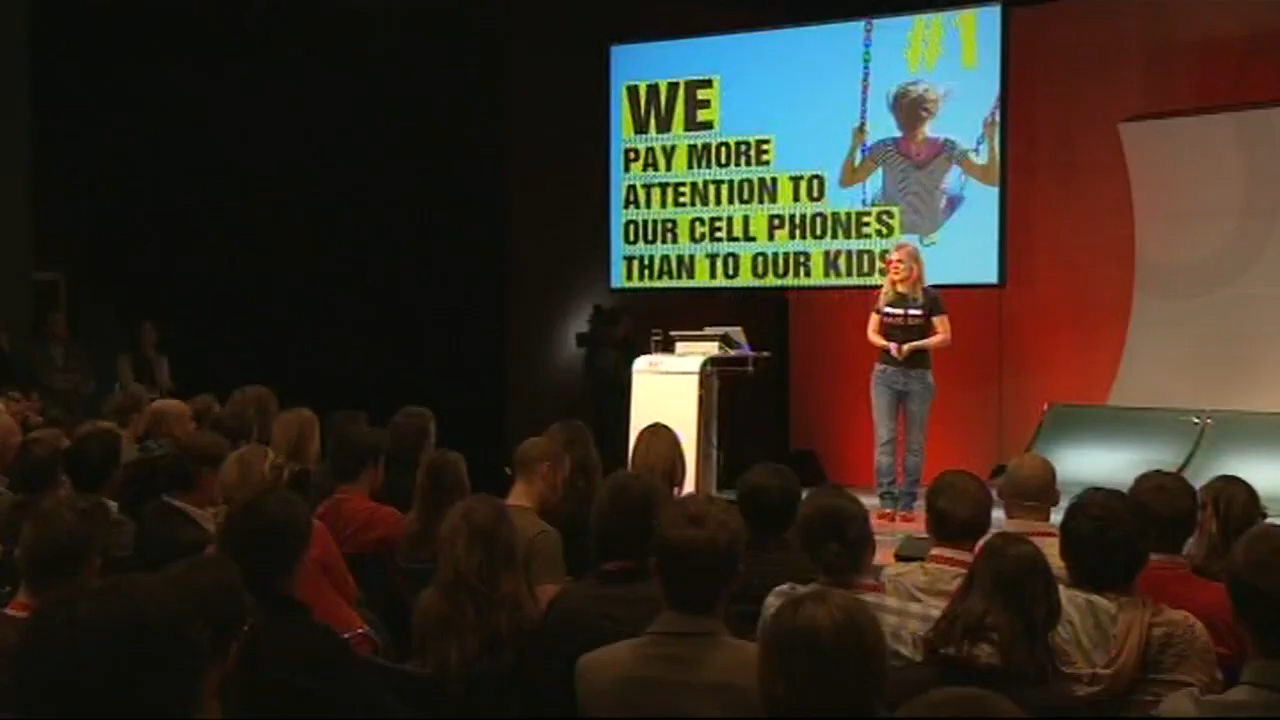 #1
WE
PAY MORE
ATTENTION TO
OUR CELL PHONES
THAN TO OUR KIDS